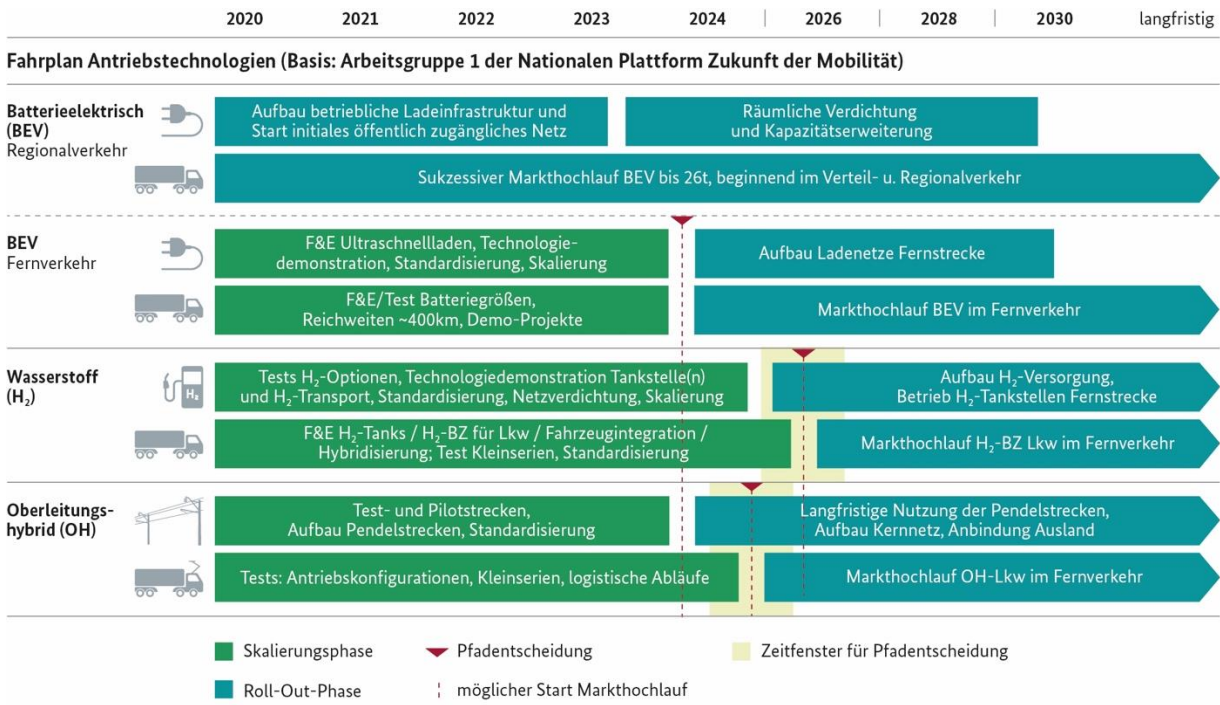 2020 2021 2022 2023 2024 2026 2028 2030 langfristig
Fahrplan Antriebstechnologien (Basis: Arbeitsgruppe 1 der Nationalen Plattform Zukunft der Mobilität)
Batterieelektrisch
(BEV)
Regionalverkehr
Aufbau betriebliche Ladeinfrastruktur und
Start initiales öffentlich zugängliches Netz
Räumliche Verdichtung
und Kapazitätserweiterung
Sukzessiver Markthochlauf BEV bis 26t, beginnend im Verteil- u. Regionalverkehr
BEV
Fernverkehr
F&E Ultraschnellladen, Technologie-
demonstration, Standardisierung, Skalierung
Aufbau Ladenetze Fernstrecke
F&E/Test Batteriegrößen,
Reichweiten ~400km, Demo-Projekte
Markthochlauf BEV im Fernverkehr
Wasserstoff
(H₂)
H₂
Tests H₂-Optionen, Technologiedemonstration Tankstelle(n)
und H₂-Transport, Standardisierung, Netzverdichtung, Skalierung
Aufbau H₂-Versorgung,
Betrieb H₂-Tankstellen Fernstrecke
F&E H₂-Tanks / H₂-BZ für Lkw / Fahrzeugintegration /
Hybridisierung; Test Kleinserien, Standardisierung
Markthochlauf H₂-BZ Lkw im Fernverkehr
Oberleitungs-
hybrid (OH)
Test- und Pilotstrecken,
Aufbau Pendelstrecken, Standardisierung
Langfristige Nutzung der Pendelstrecken,
Aufbau Kernnetz, Anbindung Ausland
Tests: Antriebskonfigurationen, Kleinserien, logistische Abläufe
Markthochlauf OH-Lkw im Fernverkehr
Skalierungsphase
Pfadentscheidung
Zeitfenster für Pfadentscheidung
Roll-Out-Phase
möglicher Start Markthochlauf